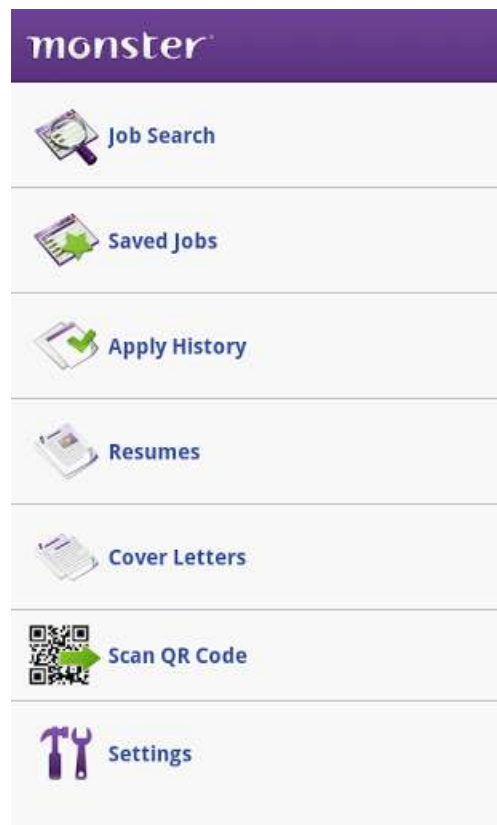 monster
Job Search
Saved Jobs
Apply History
Resumes
Cover Letters
Scan QR Code
Settings